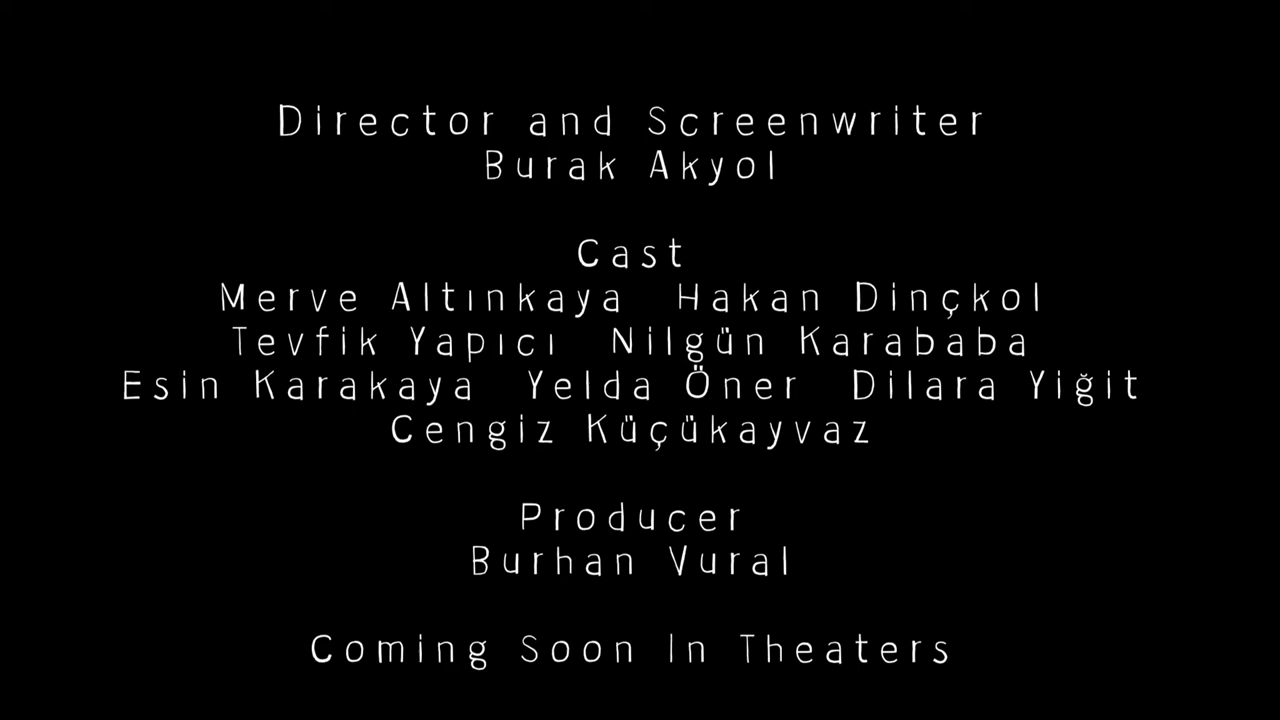 Director and Screenwriter
Burak Akyol
Cast
Merve Altınkaya Hakan Dinçkol
Tevfik Yapıcı Nilgün Karababa
Esin Karakaya Yelda Öner Dilara Yiğit
Cengiz Küçükayvaz
Producer
Burhan Vural
Coming Soon In Theaters